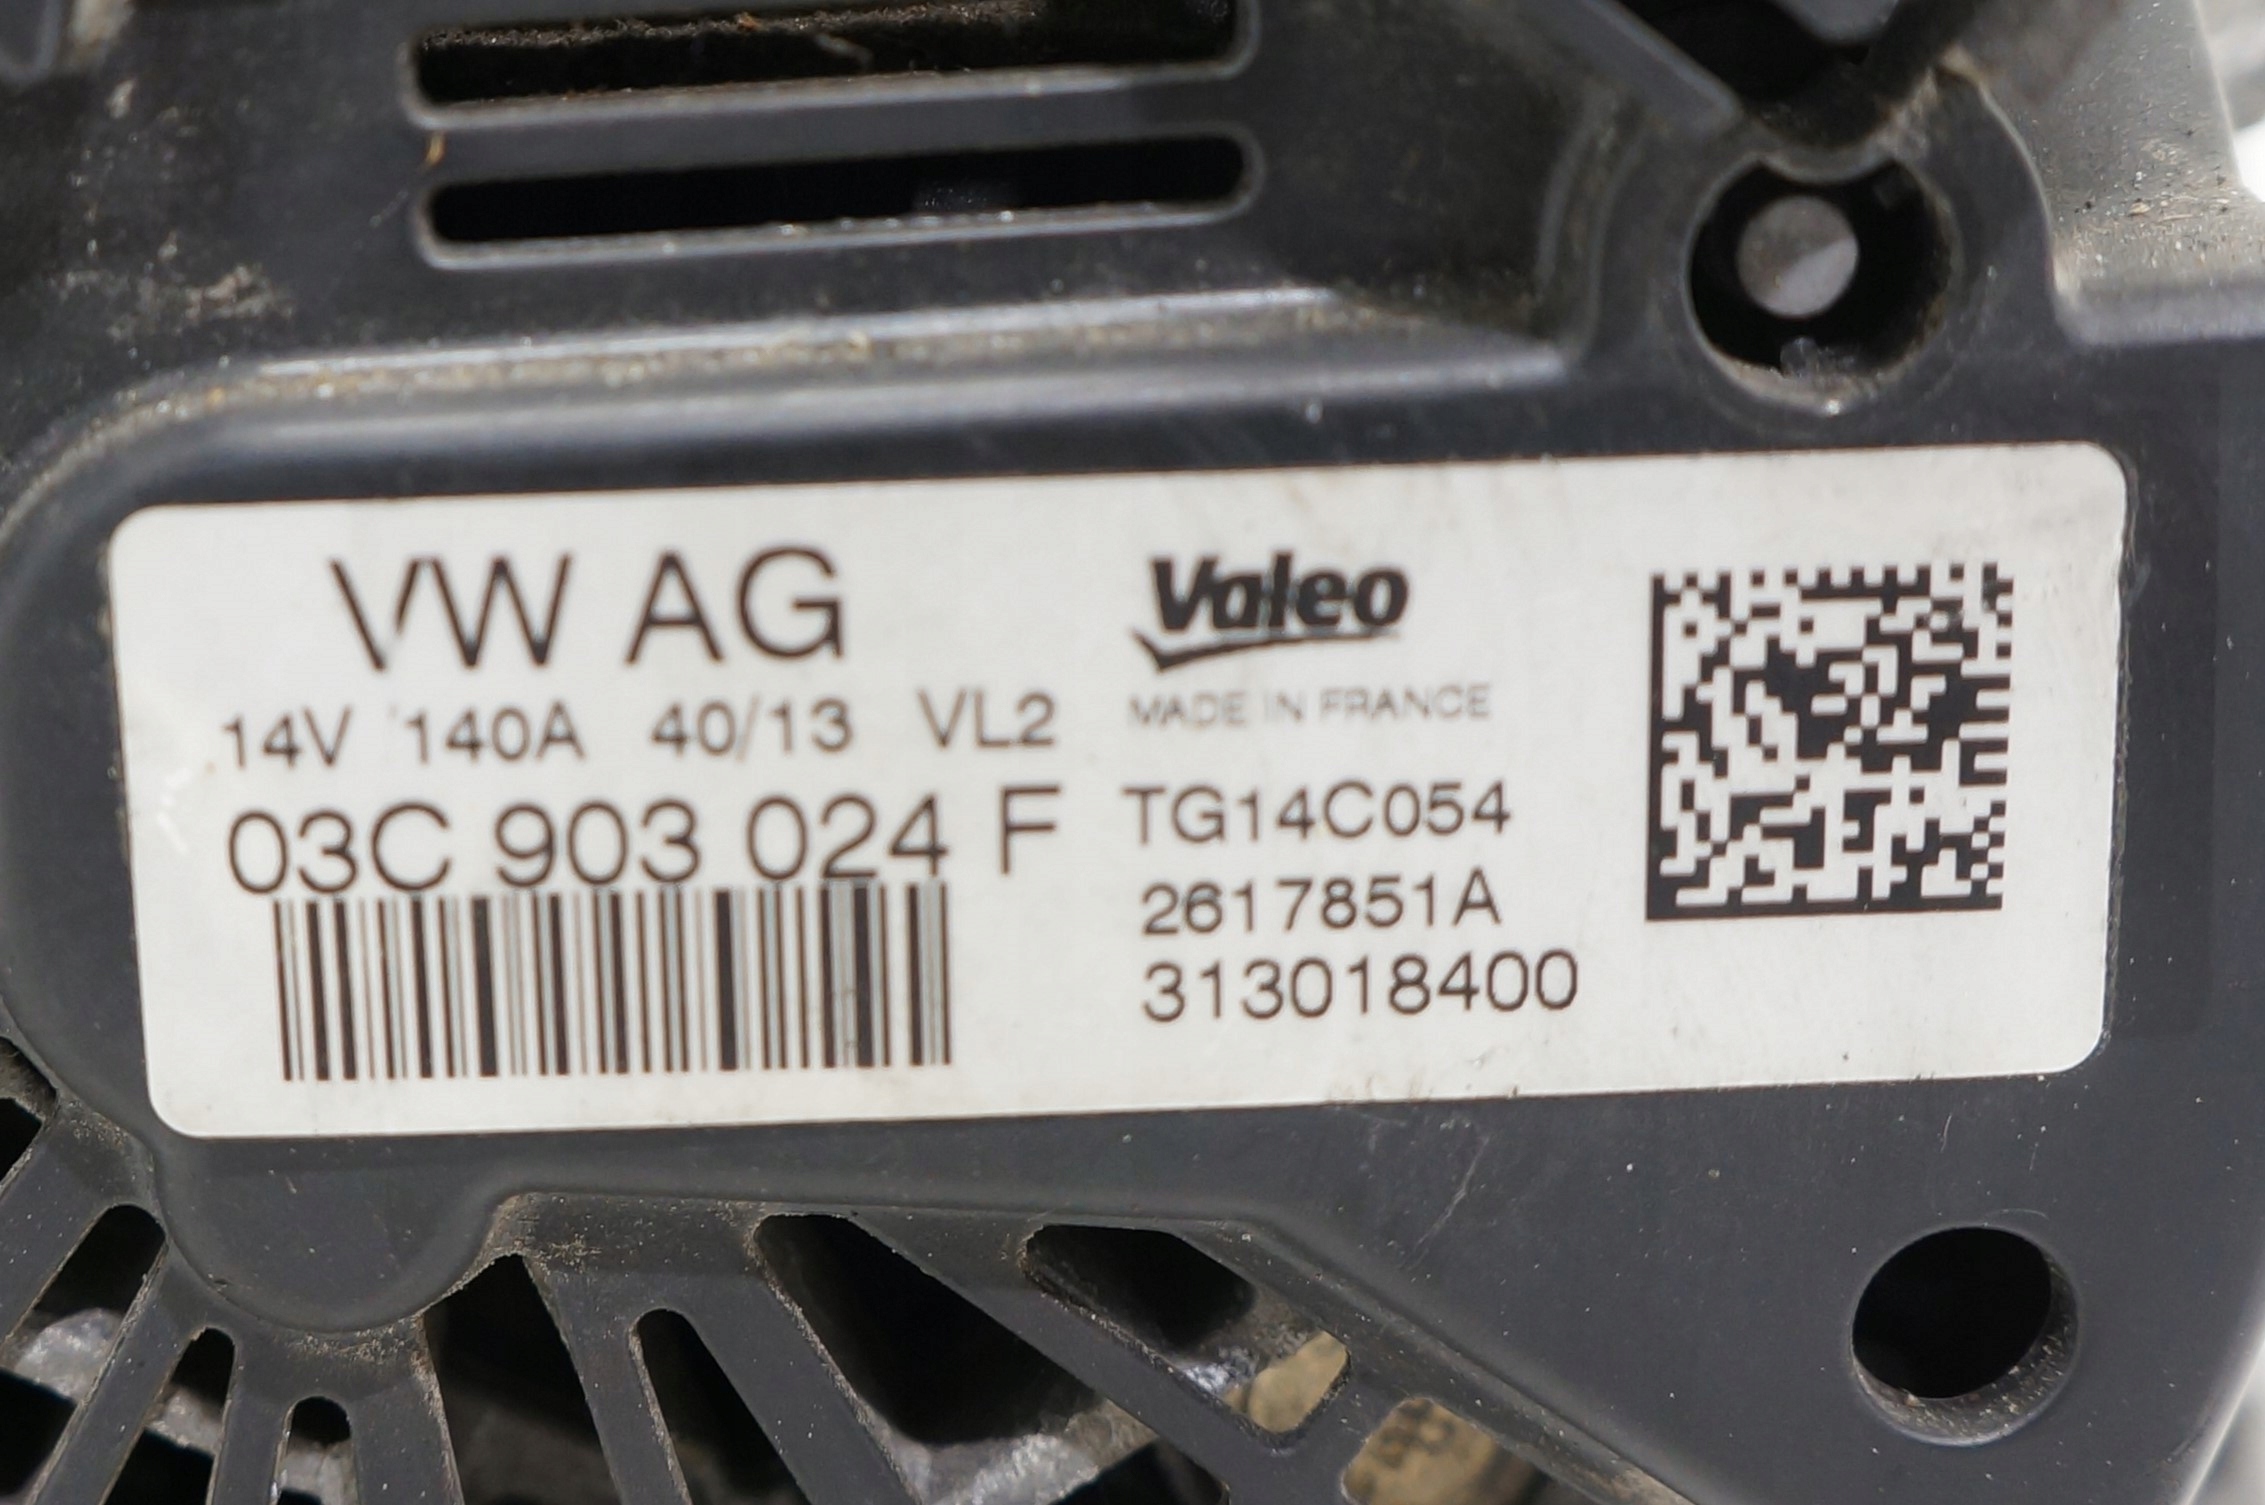 VW AG
14V 140A 40/13 VL2
03C 903 024 F
Valeo
MADE IN FRANCE
TG14C054
2617851A
313018400